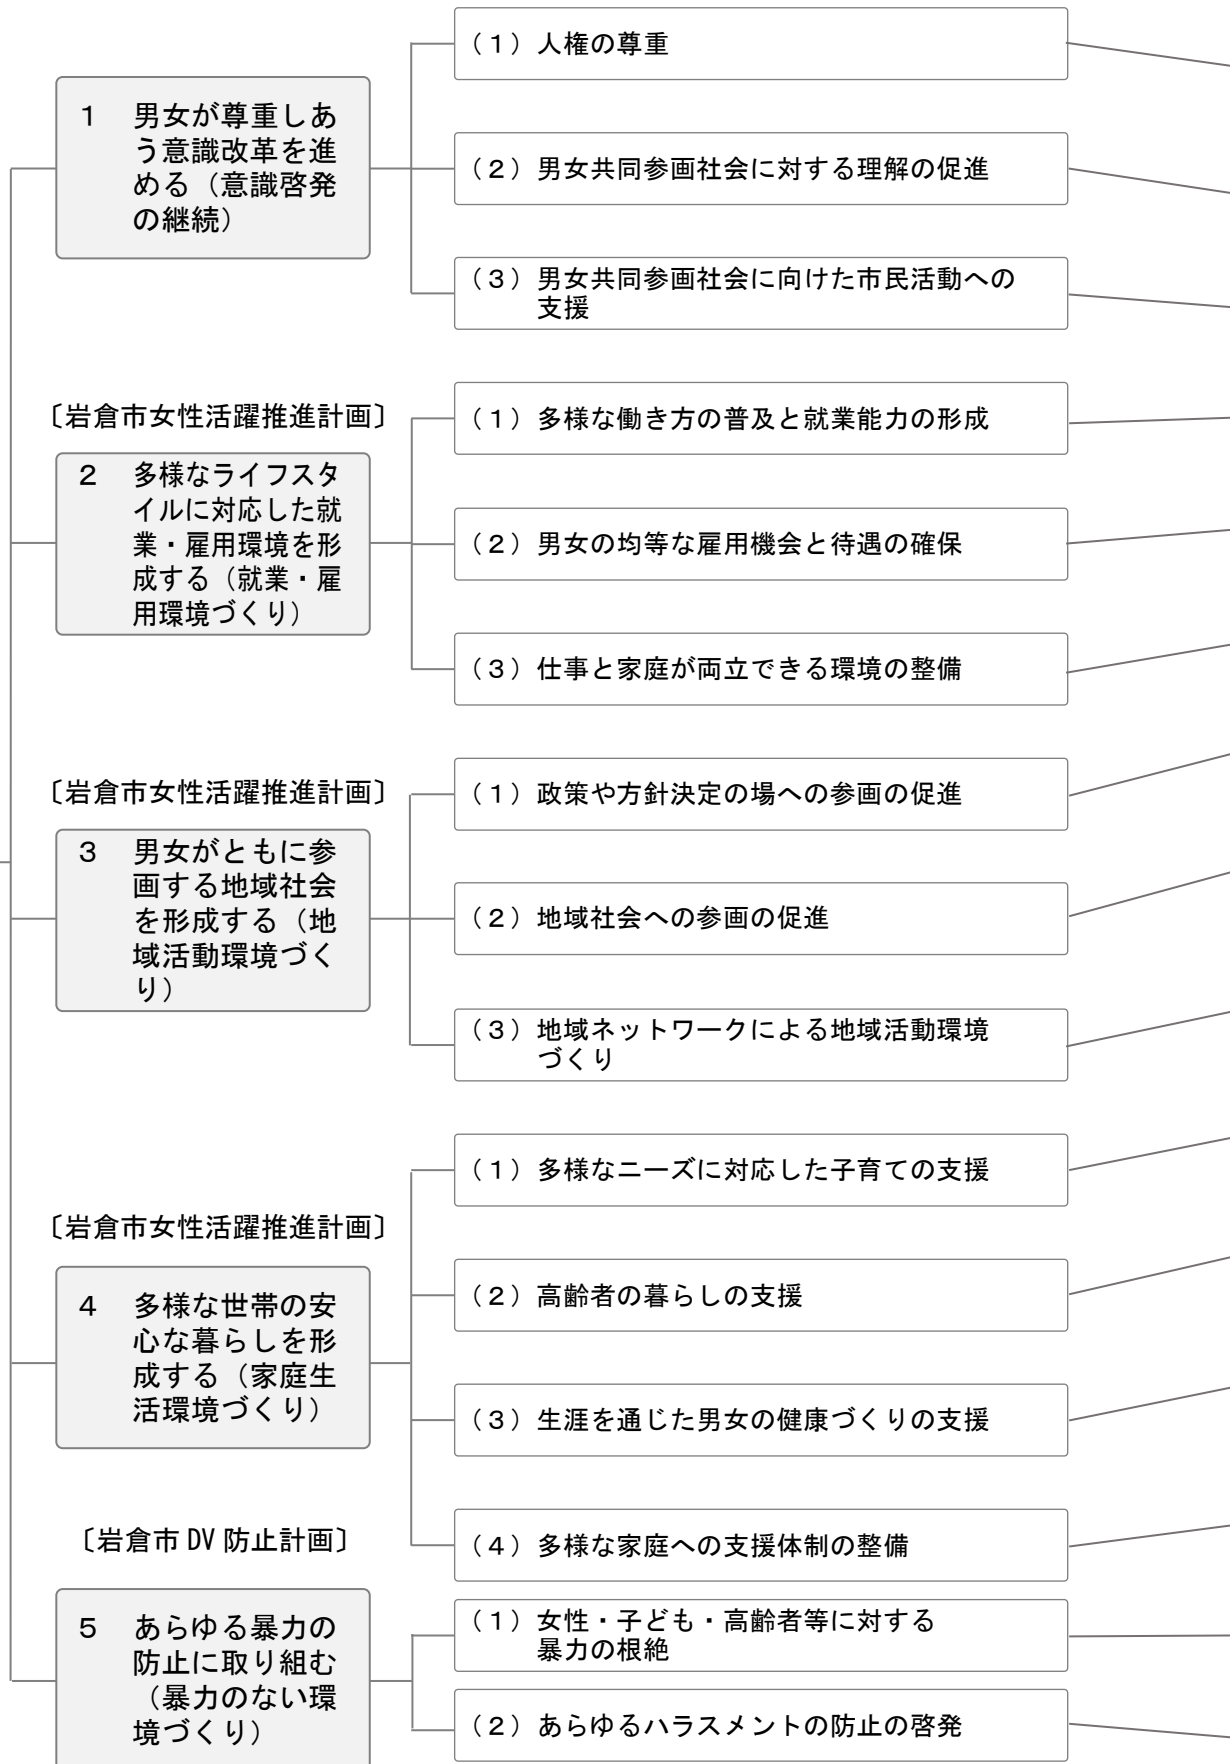 1 男女が尊重しあ
う意識改革を進
める（意識啓発
の継続）
（１）人権の尊重
（２）男女共同参画社会に対する理解の促進
（３）男女共同参画社会に向けた市民活動への
支援
〔岩倉市女性活躍推進計画〕
2 多様なライフスタ
イルに対応した就
業・雇用環境を形
成する（就業・雇
用環境づくり）
（１）多様な働き方の普及と就業能力の形成
（２）男女の均等な雇用機会と待遇の確保
（３）仕事と家庭が両立できる環境の整備
〔岩倉市女性活躍推進計画〕
3 男女がともに参
画する地域社会
を形成する（地
域活動環境づく
り）
（１）政策や方針決定の場への参画の促進
（２）地域社会への参画の促進
（３）地域ネットワークによる地域活動環境
づくり
〔岩倉市女性活躍推進計画〕
4 多様な世帯の安
心な暮らしを形
成する（家庭生
活環境づくり）
（１）多様なニーズに対応した子育ての支援
（２）高齢者の暮らしの支援
（３）生涯を通じた男女の健康づくりの支援
（４）多様な家庭への支援体制の整備
〔岩倉市 DV 防止計画〕
5 あらゆる暴力の
防止に取り組む
（暴力のない環
境づくり）
（１）女性・子ども・高齢者等に対する
暴力の根絶
（２）あらゆるハラスメントの防止の啓発